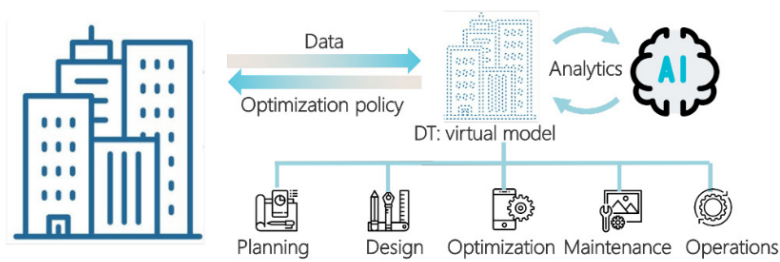 Data
Optimization policy
Analytics
AI
DT: virtual model
Planning
Design
Optimization
Maintenance
Operations